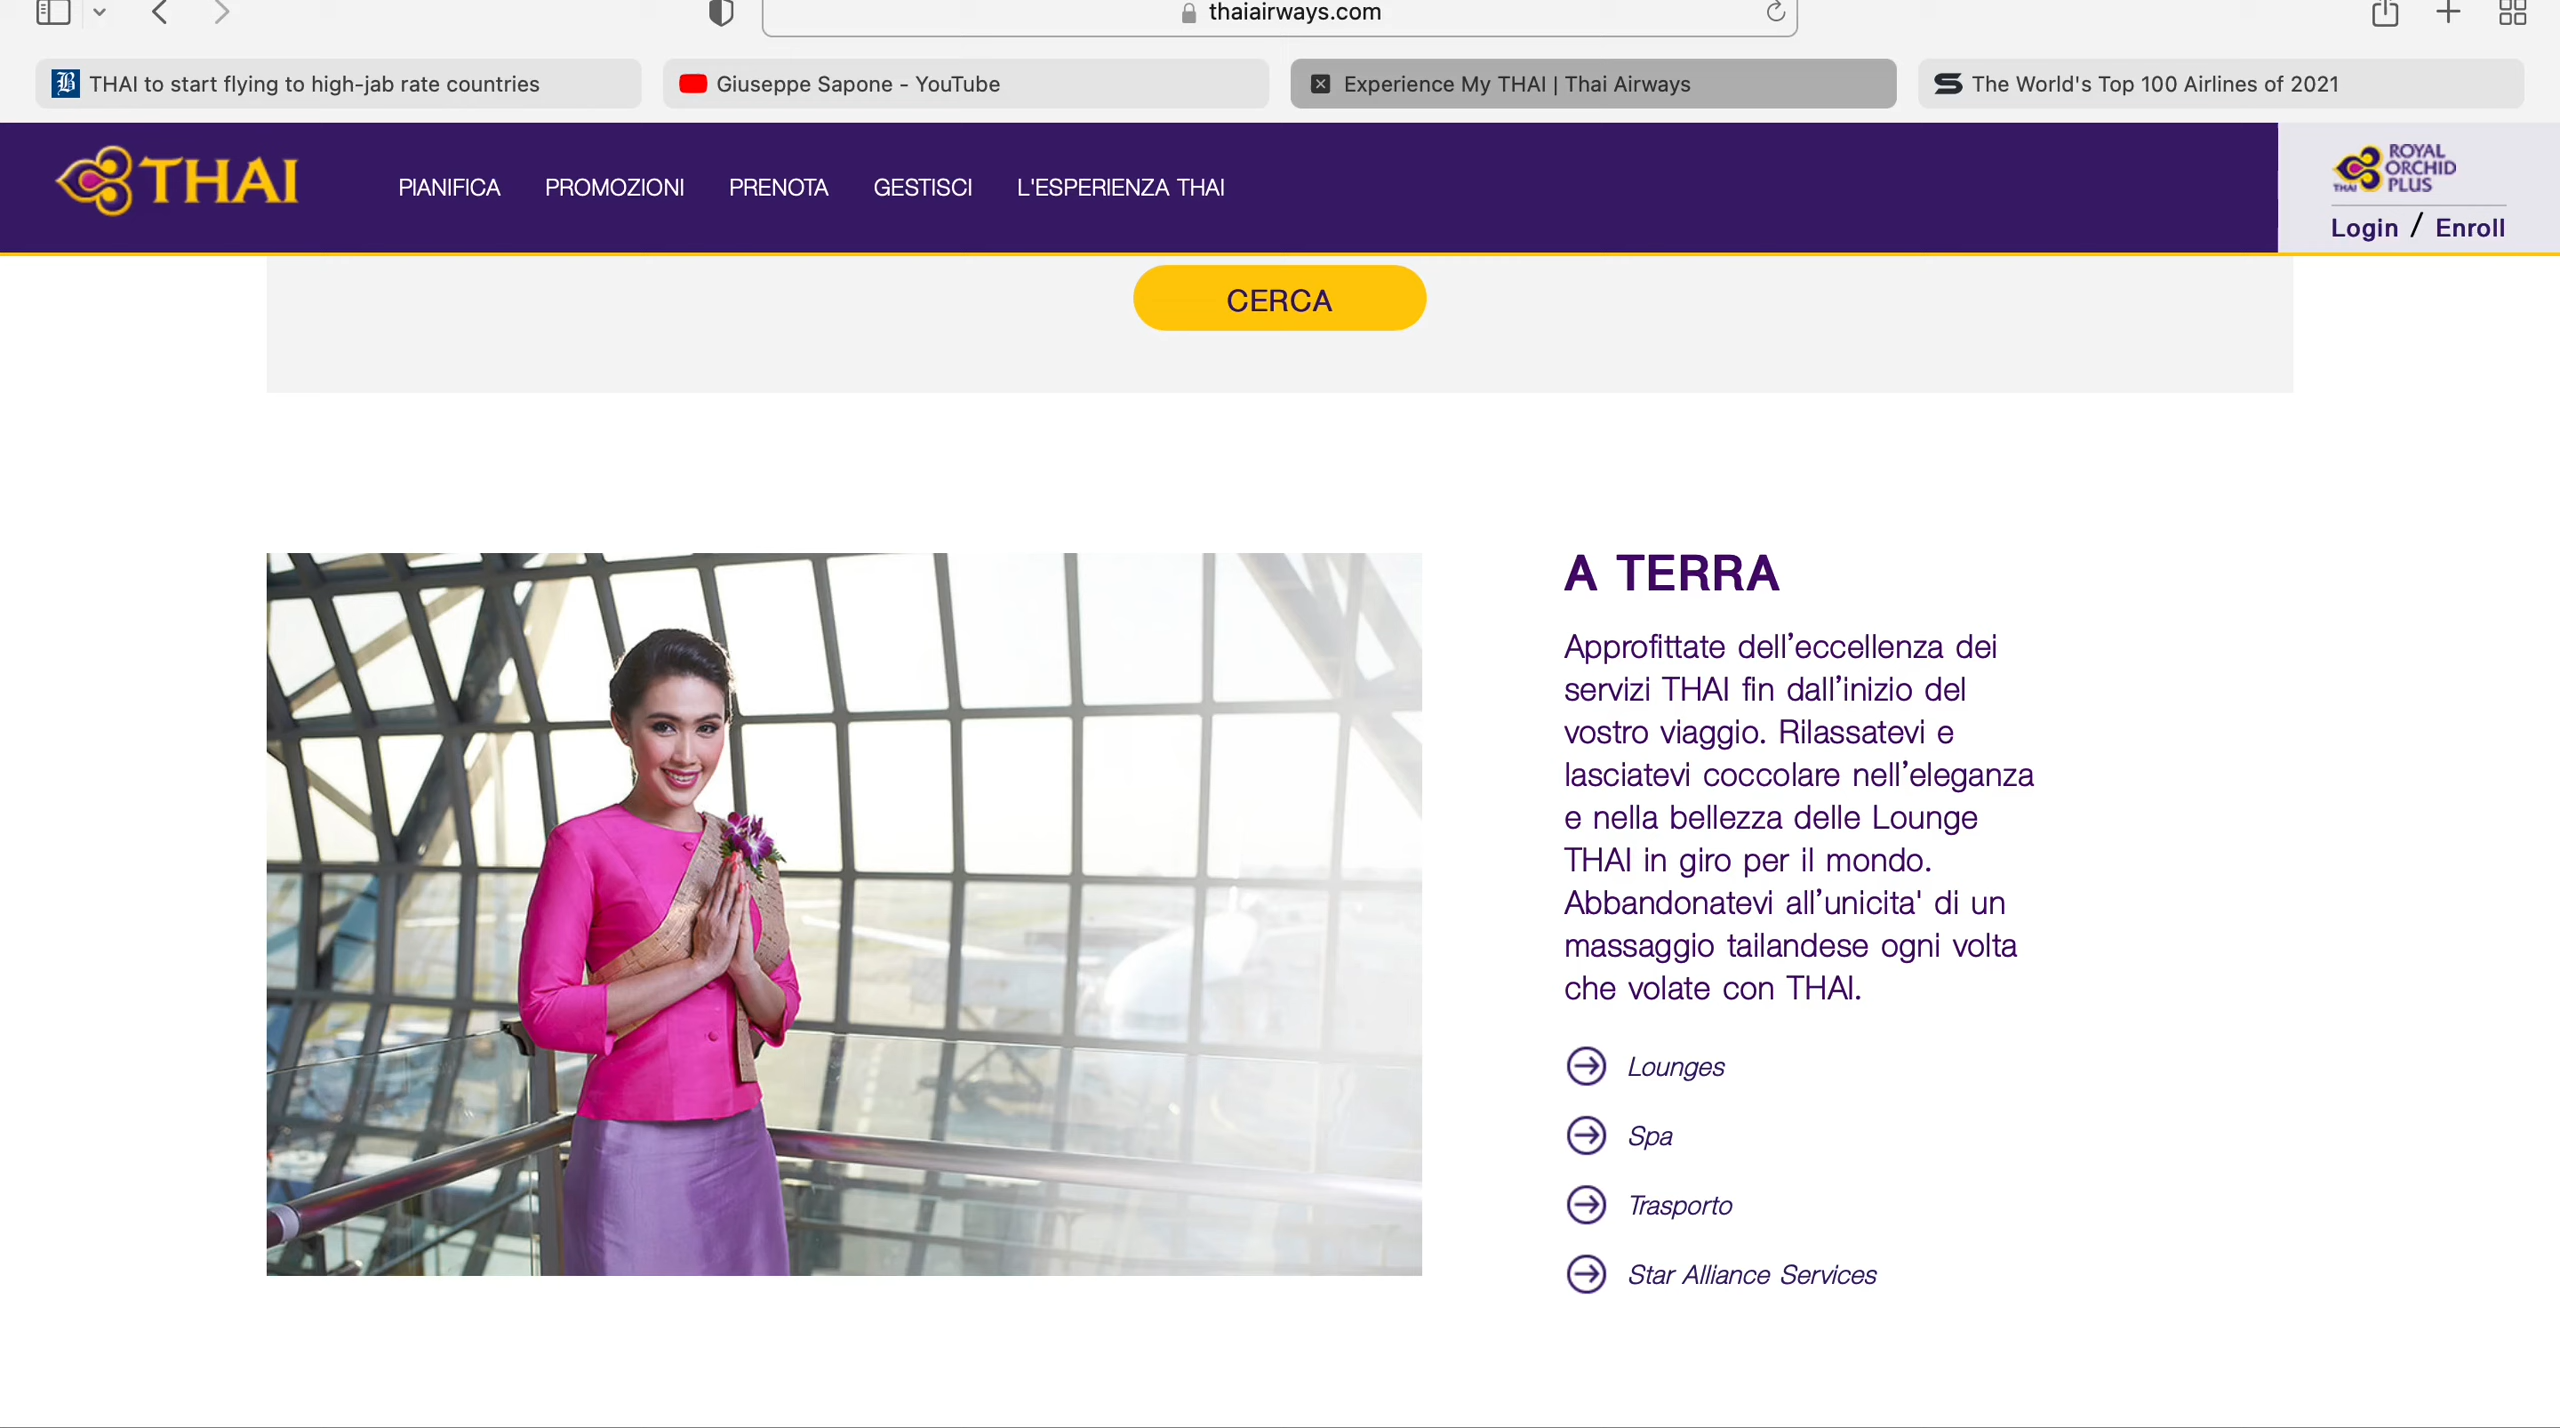 thaiairways.com
THAI to start flying to high-jab rate countries
Giuseppe Sapone - YouTube
Experience My THAI | Thai Airways
The World's Top 100 Airlines of 2021
THAI
PIANIFICA
PROMOZIONI
PRENOTA
GESTISCI
L'ESPERIENZA THAI
THAI
ROYAL
ORCHID
PLUS
Login / Enroll
CERCA
A TERRA
Approfittate dell’eccellenza dei
servizi THAI fin dall’inizio del
vostro viaggio. Rilassatevi e
lasciatevi coccolare nell’eleganza
e nella bellezza delle Lounge
THAI in giro per il mondo.
Abbandonatevi all’unicita' di un
massaggio tailandese ogni volta
che volate con THAI.
Lounges
Spa
Trasporto
Star Alliance Services